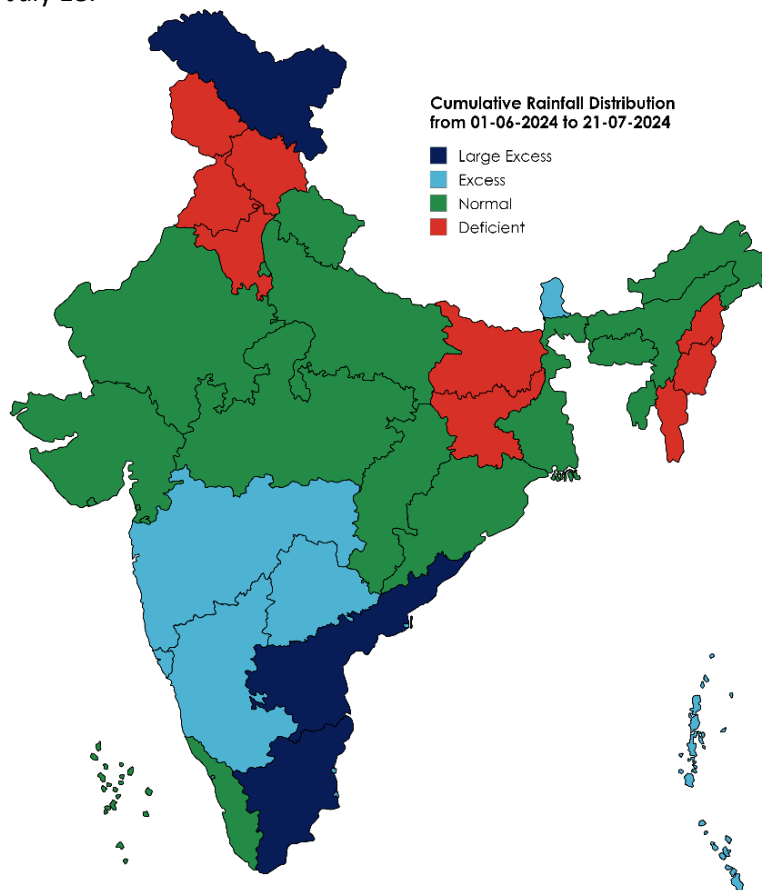 Cumulative Rainfall Distribution
from 01-06-2024 to 21-07-2024
Large Excess
Excess
Normal
Deficient